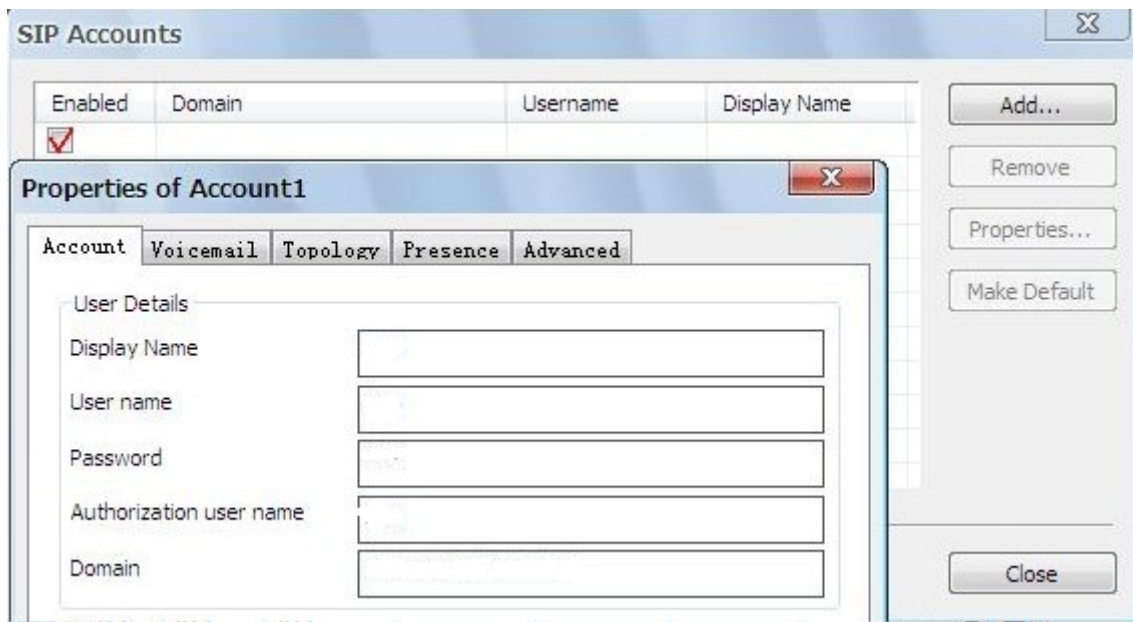 SIP Accounts
Enabled Domain Username Display Name
Add...
Remove
Properties...
Make Default
Close
Properties of Account1
Account Voicemail Topology Presence Advanced
User Details
Display Name
User name
Password
Authorization user name
Domain